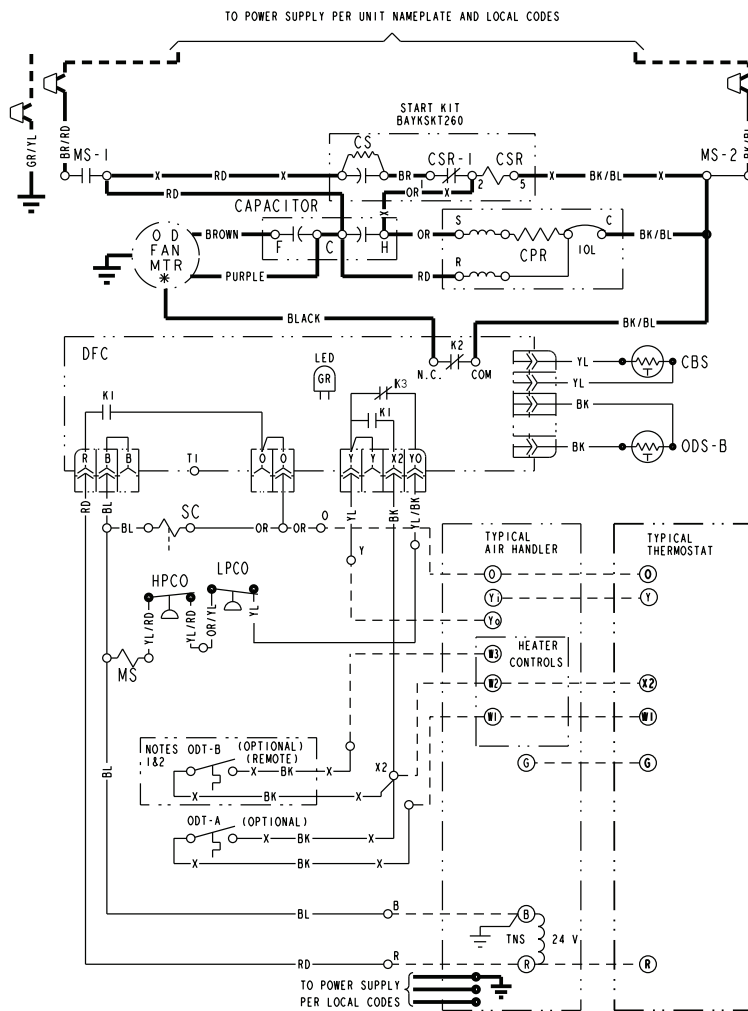 TO POWER SUPPLY PER UNIT NAMEPLATE AND LOCAL CODES
START KIT
BAYKSKT260
GR/YL
BR/RD
BK/BL
MS-1
CS
CSR-1
CSR
MS-2
X RD X BR 2 5 X BK/BL X
RD
OR X
X
CAPACITOR
O D
FAN
MTR
*
BROWN
F C H
OR
S
CPR
IOL
C
BK/BL
PURPLE
RD
R
BLACK
BK/BL
DFC
LED
GR
K2
N.C. COM
YL
CBS
YL
BK
BK
ODS-B
K1
K3
K1
R B B
T1
O O
Y Y X2 YO
RD
BL
YL
BK
YL/BK
BL
SC
OR
OR
O
Y
HPCO
LPCO
YL/RD
YL/RD
OR/YL
YL
MS
TYPICAL
AIR HANDLER
TYPICAL
THERMOSTAT
O O
Y1 Y
YO
W3
HEATER
CONTROLS
W2 X2
W1 W1
G G
BL
NOTES
1&2
ODT-B
(OPTIONAL)
(REMOTE)
X BK X
X BK X
X2
ODT-A
(OPTIONAL)
X BK X
X BK X
BL
B
B
TNS
24 V
RD
R
R
R
TO POWER SUPPLY
PER LOCAL CODES